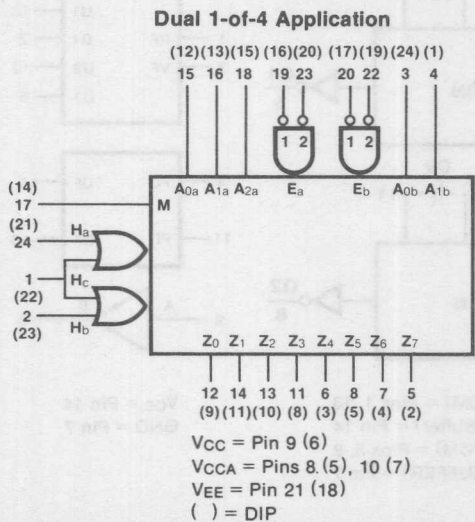 Dual 1-of-4 Application
(12) (13) (15) (16) (20) (17) (19) (24) (1)
15 16 18 19 23 20 22 3 4
1 2 1 2
A0a A1a A2a Ea Eb A0b A1b
(14)
17 M
(21)
24 Ha
1 Hc
(22)
2 Hb
(23)
Z0 Z1 Z2 Z3 Z4 Z5 Z6 Z7
12 14 13 11 6 8 7 5
(9) (11) (10) (8) (3) (5) (4) (2)
VCC = Pin 9 (6)
VCCA = Pins 8. (5), 10 (7)
VEE = Pin 21 (18)
( ) = DIP